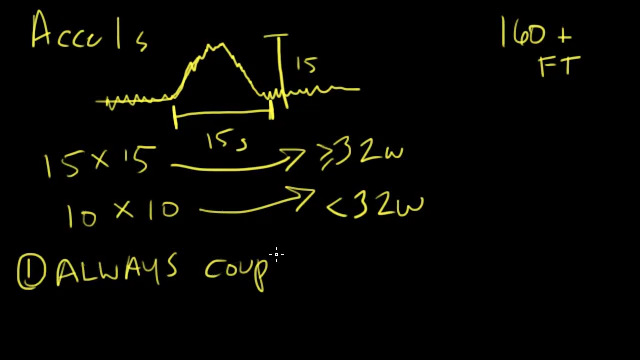 Accels
160+
FT
15
15s
15 × 15 → ≥32w
10 × 10 → <32w
① ALWAYS coup